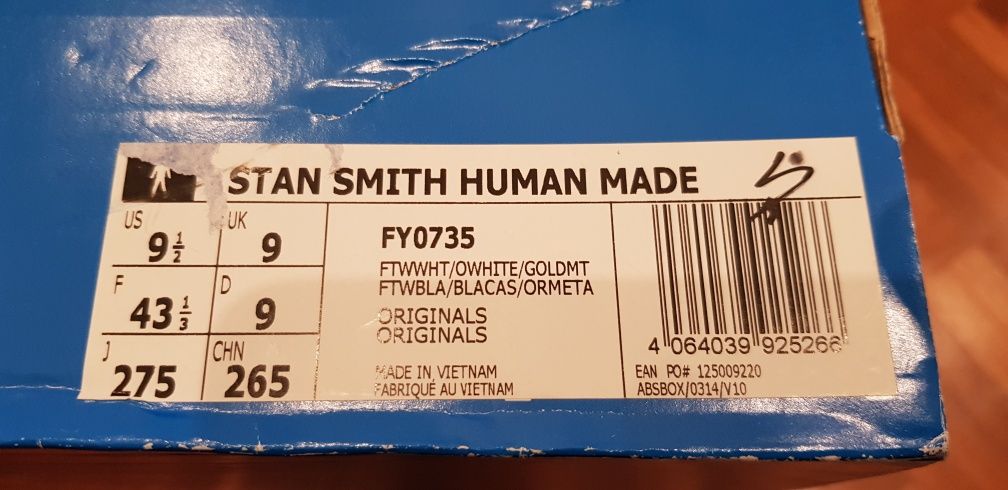 STAN SMITH HUMAN MADE
US 9 1/2
UK 9
F 43 1/3
D 9
J 275
CHN 265
FY0735
FTWWHT/OWHITE/GOLDMT
FTWBLA/BLACAS/ORMETA
ORIGINALS
ORIGINALS
MADE IN VIETNAM
FABRIQUÉ AU VIETNAM
4 064039 925266
EAN PO# 125009220
ABSBOX/0314/V10